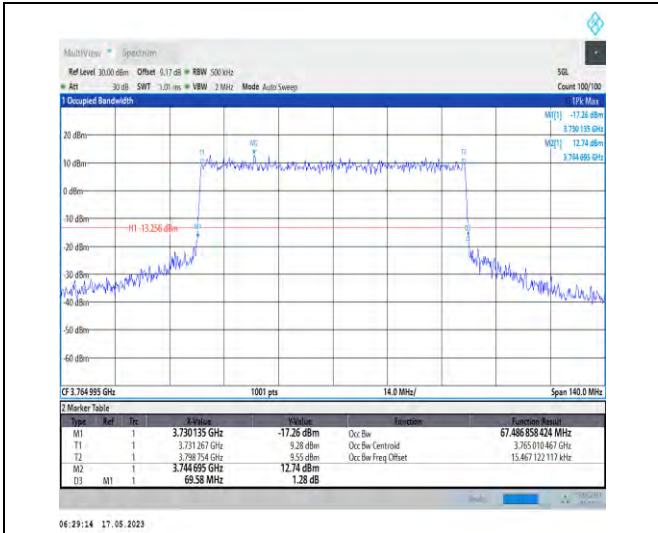 MultiView Spectrum
Ref Level 30.00 dBm Offset 9.17 dB RBW 500 kHz SGL
Att 30 dB SWT 1.01 ms VBW 2 MHz Mode Auto Sweep Count 100/100
1 Occupied Bandwidth 1Pk Max
M1[1] -17.26 dBm
3.730 135 GHz
M2[1] 12.74 dBm
3.744 695 GHz
20 dBm
10 dBm
0 dBm
-10 dBm
H1 -13.256 dBm
-30 dBm
-40 dBm
-50 dBm
-60 dBm
T1
M2
T2
M1
CF 3.764 995 GHz 1001 pts 14.0 MHz/ Span 140.0 MHz
2 Marker Table
Type Ref Trc X-Value Y-Value Function Function Result
M1 1 3.730135 GHz -17.26 dBm Occ Bw 67.486 858 424 MHz
T1 1 3.731 267 GHz 9.28 dBm Occ Bw Centroid 3.765 010 467 GHz
T2 1 3.798 754 GHz 9.55 dBm Occ Bw Freq Offset 15.467 122 117 kHz
M2 1 3.744 695 GHz 12.74 dBm
D3 M1 1 69.58 MHz 1.28 dB
06:29:14 17.05.2023